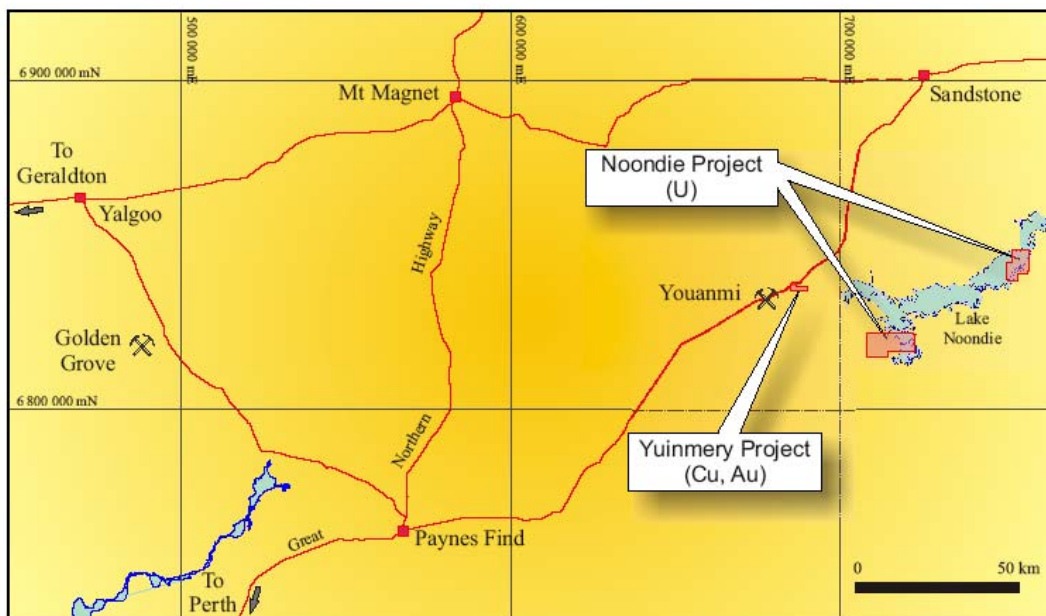 500 000 mE
600 000 mE
700 000 mE
6 900 000 mN
Mt Magnet
Sandstone
To
Geraldton
Yalgoo
Noondie Project
(U)
Highway
Youanmi
Golden
Grove
Lake
Noondie
6 800 000 mN
Northern
Yuinmery Project
(Cu, Au)
Great
Paynes Find
To
Perth
0 50 km